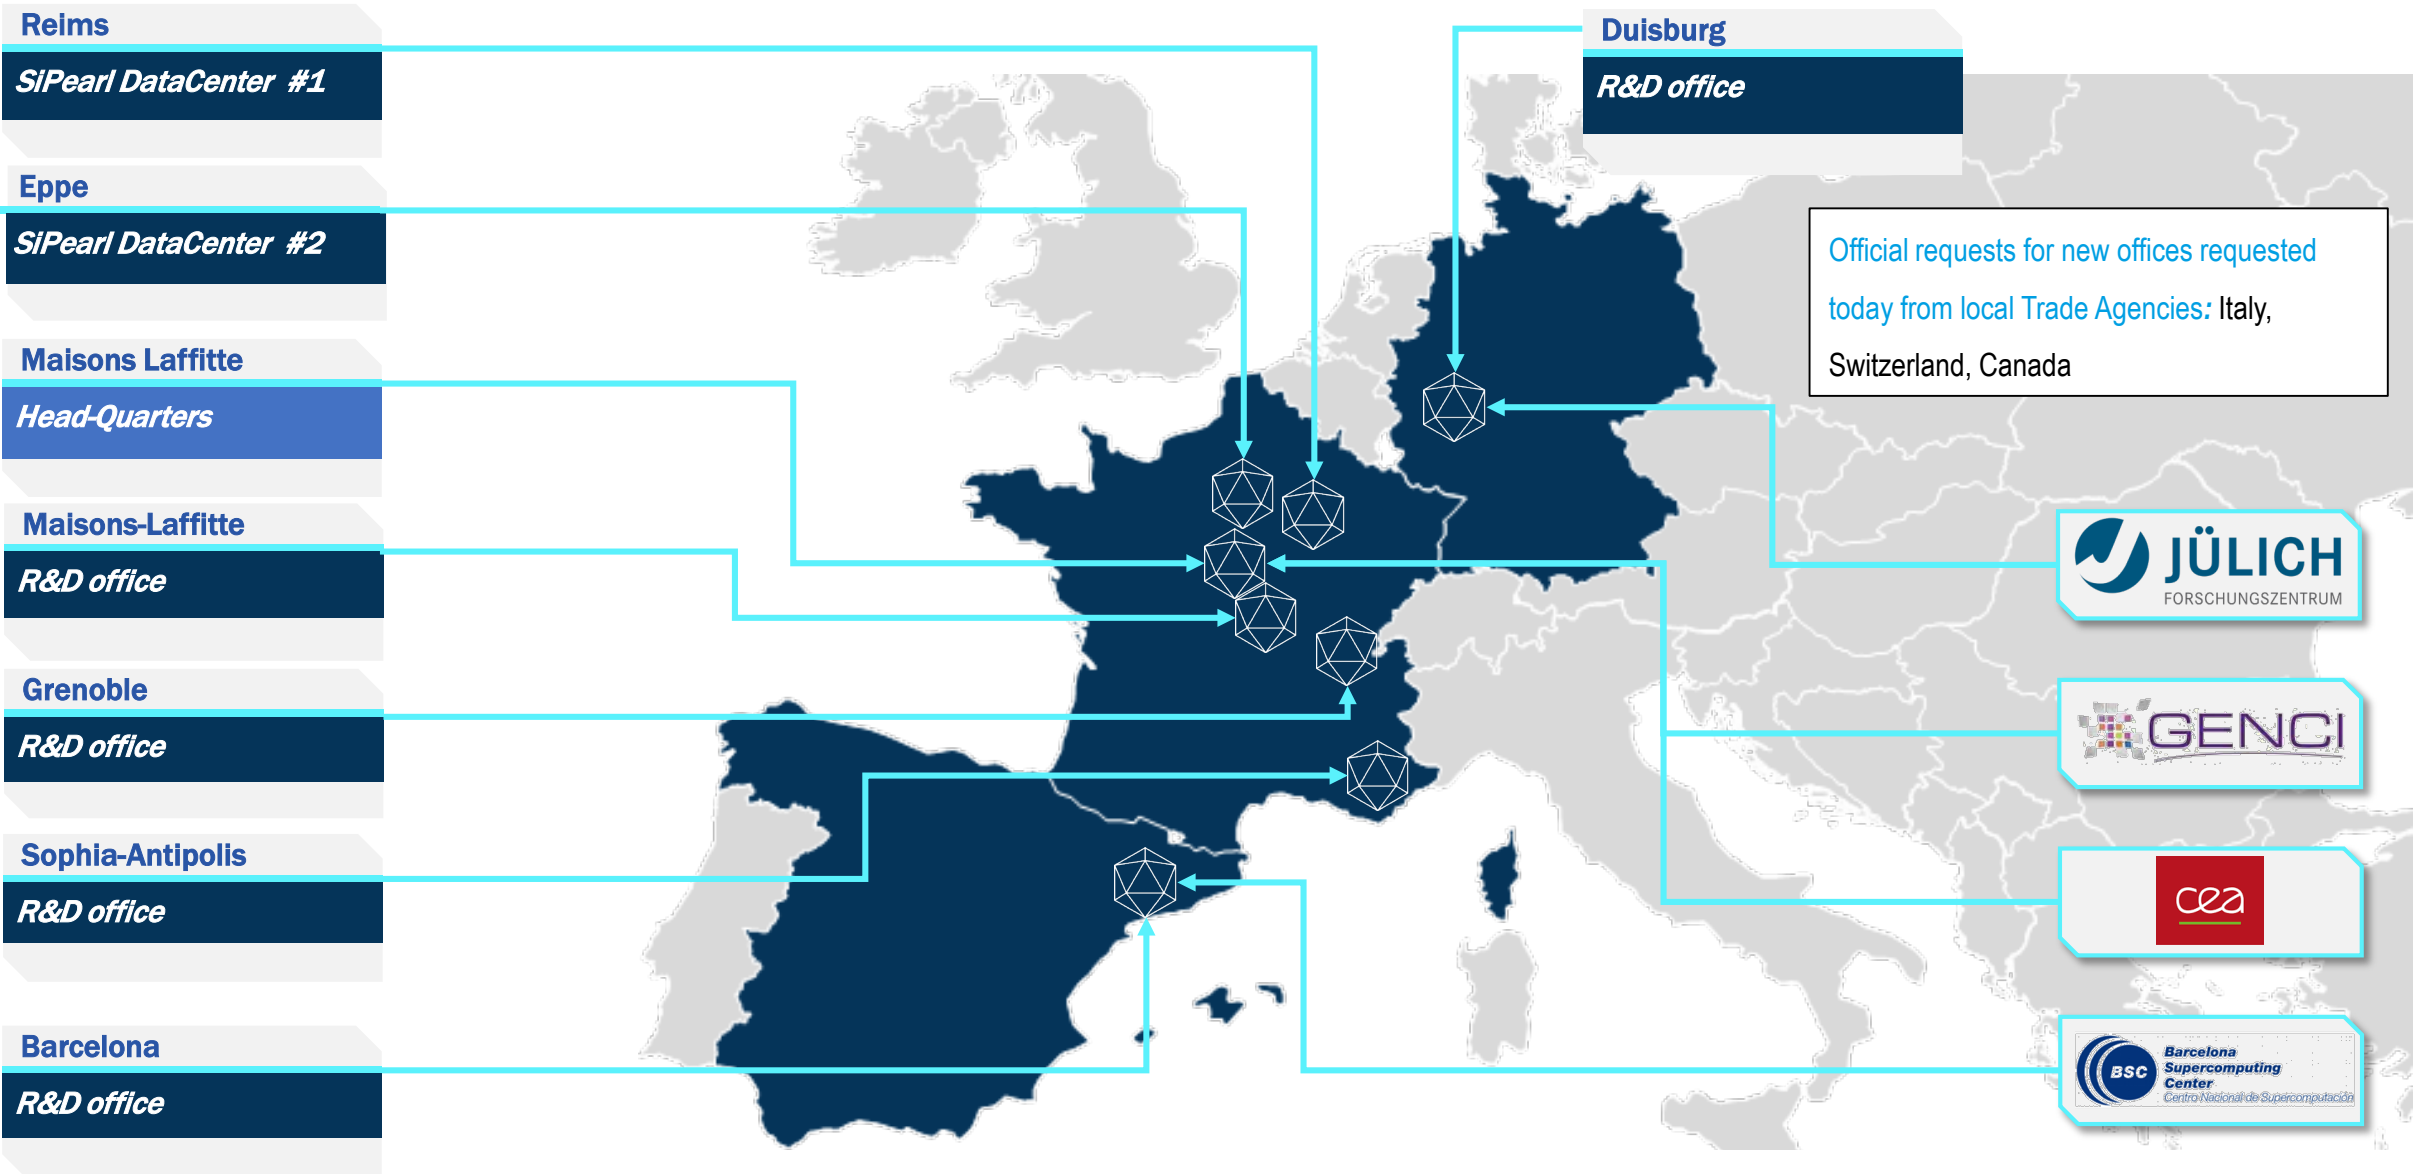 Reims
SiPearl DataCenter #1
Eppe
SiPearl DataCenter #2
Maisons Laffitte
Head-Quarters
Maisons-Laffitte
R&D office
Grenoble
R&D office
Sophia-Antipolis
R&D office
Barcelona
R&D office
Duisburg
R&D office
Official requests for new offices requested
today from local Trade Agencies: Italy,
Switzerland, Canada
JÜLICH
FORSCHUNGSZENTRUM
GENCI
cea
BSC
Barcelona
Supercomputing
Center
Centro Nacional de Supercomputación